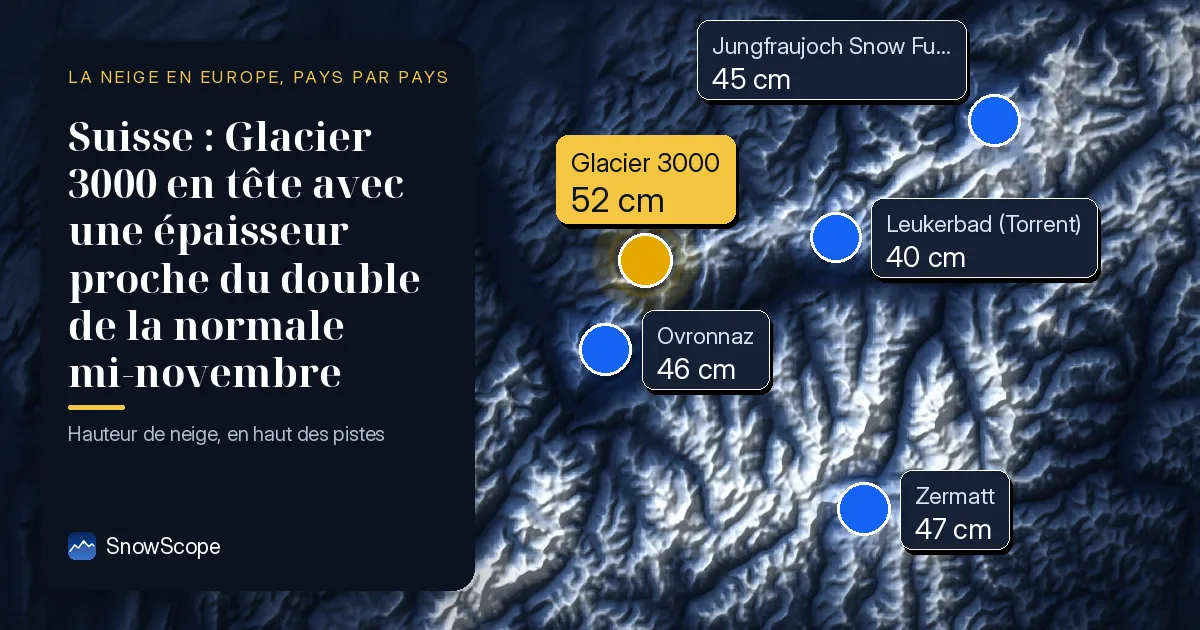 LA NEIGE EN EUROPE, PAYS PAR PAYS
Suisse : Glacier
3000 en tête avec
une épaisseur
proche du double
de la normale
mi-novembre
Hauteur de neige, en haut des pistes
SnowScope
Jungfraujoch Snow Fu...
45 cm
Glacier 3000
52 cm
Leukerbad (Torrent)
40 cm
Ovronnaz
46 cm
Zermatt
47 cm